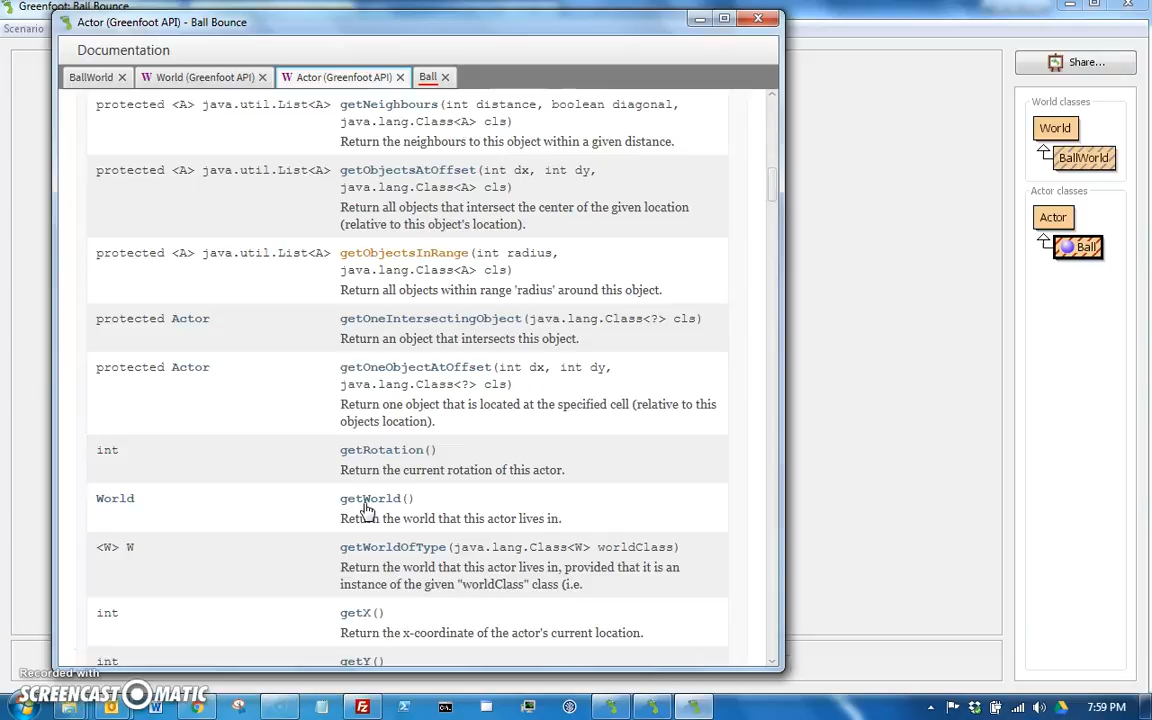 Greenfoot: Ball Bounce
Actor (Greenfoot API) - Ball Bounce
Scenario
Documentation
BallWorld
World (Greenfoot API)
Actor (Greenfoot API)
Ball
Share...
World classes
World
BallWorld
Actor classes
Actor
Ball
protected <A> java.util.List<A> getNeighbours(int distance, boolean diagonal,
java.lang.Class<A> cls)
Return the neighbours to this object within a given distance.
protected <A> java.util.List<A> getObjectsAtOffset(int dx, int dy,
java.lang.Class<A> cls)
Return all objects that intersect the center of the given location
(relative to this object's location).
protected <A> java.util.List<A> getObjectsInRange(int radius,
java.lang.Class<A> cls)
Return all objects within range 'radius' around this object.
protected Actor getOneIntersectingObject(java.lang.Class<?> cls)
Return an object that intersects this object.
protected Actor getOneObjectAtOffset(int dx, int dy,
java.lang.Class<?> cls)
Return one object that is located at the specified cell (relative to this
objects location).
int getRotation()
Return the current rotation of this actor.
World getWorld()
Return the world that this actor lives in.
<W> W getWorldOfType(java.lang.Class<W> worldClass)
Return the world that this actor lives in, provided that it is an
instance of the given "worldClass" class (i.e.
int getX()
Return the x-coordinate of the actor's current location.
int getY()
Recorded with
SCREENCAST-O-MATIC
7:59 PM